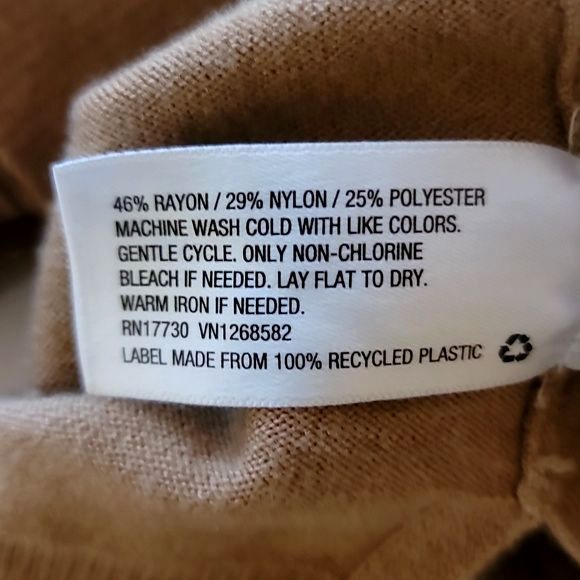 46% RAYON / 29% NYLON / 25% POLYESTER
MACHINE WASH COLD WITH LIKE COLORS.
GENTLE CYCLE. ONLY NON-CHLORINE
BLEACH IF NEEDED. LAY FLAT TO DRY.
WARM IRON IF NEEDED.
RN17730 VN1268582
LABEL MADE FROM 100% RECYCLED PLASTIC